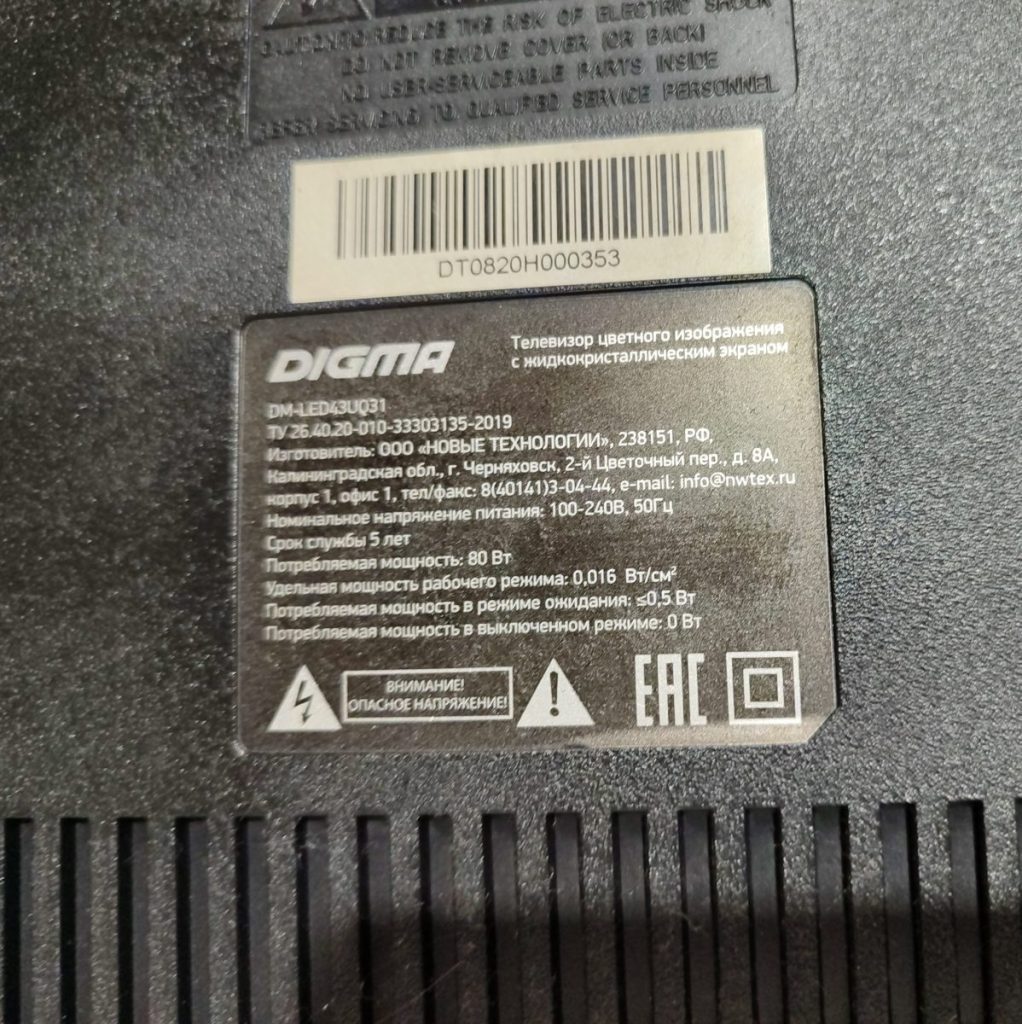 CAUTION:TO REDUCE THE RISK OF ELECTRIC SHOCK
DO NOT REMOVE COVER (OR BACK)
NO USER-SERVICEABLE PARTS INSIDE
REFER SERVICING TO QUALIFIED SERVICE PERSONNEL
DT0820H000353
DIGMA
Телевизор цветного изображения
с жидкокристаллическим экраном
DM-LED43UQ31
ТУ 26.40.20-010-33303135-2019
Изготовитель: ООО «НОВЫЕ ТЕХНОЛОГИИ», 238151, РФ,
Калининградская обл., г. Черняховск, 2-й Цветочный пер., д. 8А,
корпус 1, офис 1, тел/факс: 8(40141)3-04-44, e-mail: info@nwtex.ru
Номинальное напряжение питания: 100-240В, 50Гц
Срок службы 5 лет
Потребляемая мощность: 80 Вт
Удельная мощность рабочего режима: 0,016 Вт/см²
Потребляемая мощность в режиме ожидания: ≤0,5 Вт
Потребляемая мощность в выключенном режиме: 0 Вт
ВНИМАНИЕ!
ОПАСНОЕ НАПРЯЖЕНИЕ!
EAC